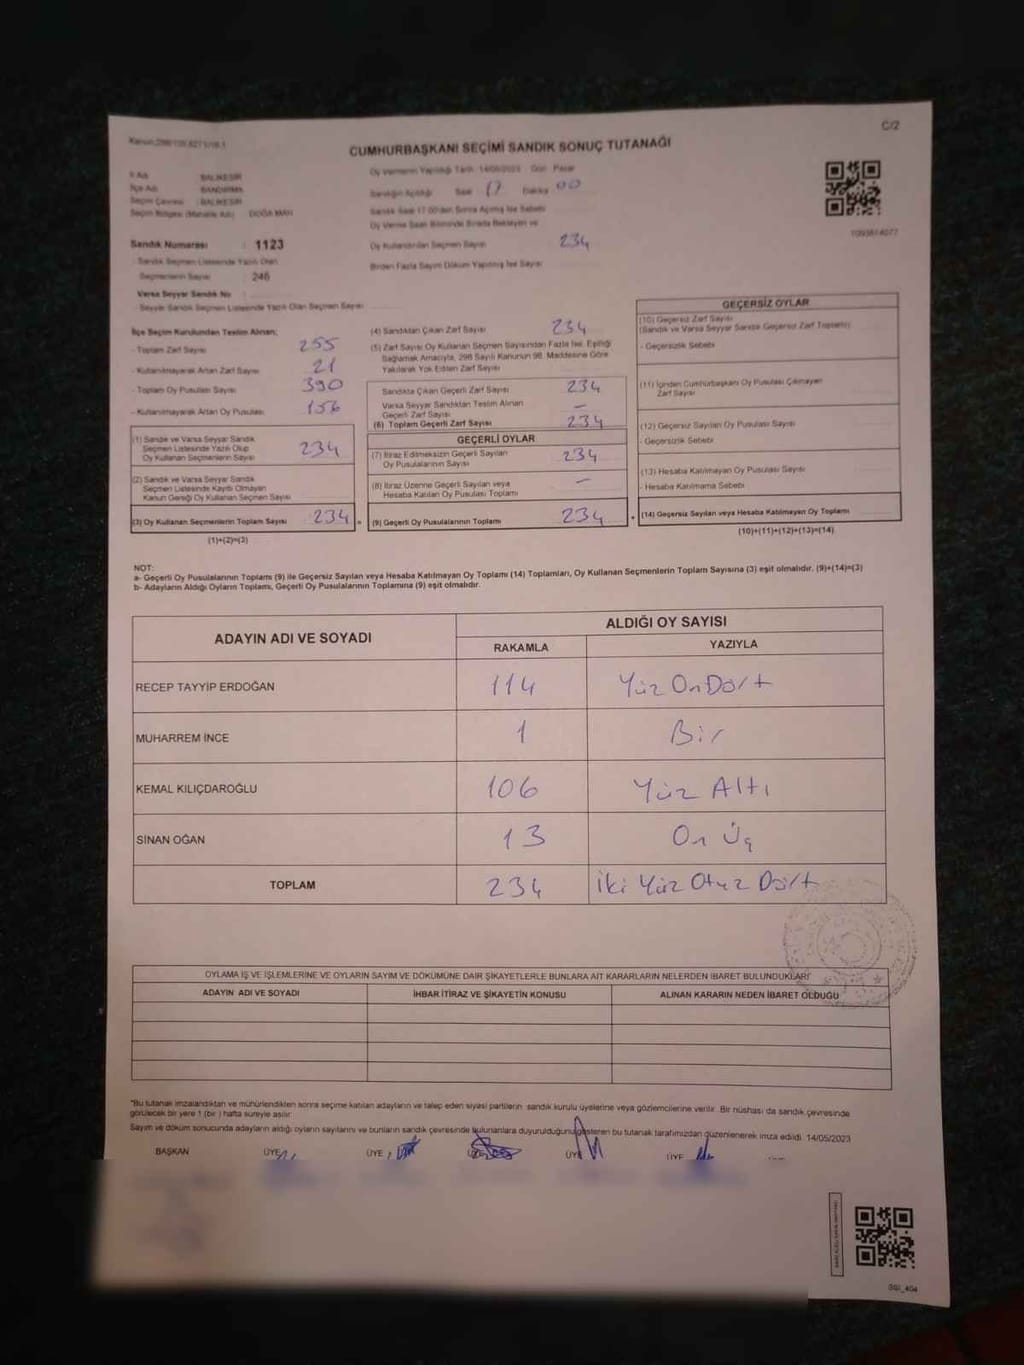 C/2
CUMHURBAŞKANI SEÇİMİ SANDIK SONUÇ TUTANAĞI
İl Adı BALIKESİR
İlçe Adı BANDIRMA
Seçim Çevresi BALIKESİR
Seçim Bölgesi (Mahalle Adı) DOĞA MAH
Oy Vermenin Yapıldığı Tarih 14/05/2023 Gün Pazar
Sandığın Açıldığı Saat 17 Dakika 00
Sandık Saat 17.00'den Sonra Açılmış İse Sebebi
Oy Verme Saati Bitiminde Sırada Bekleyen ve
Oy Kullandırılan Seçmen Sayısı 234
Birden Fazla Sayım Döküm Yapılmış İse Sayısı
Sandık Numarası : 1123
- Sandık Seçmen Listesinde Yazılı Olan
Seçmenlerin Sayısı : 246
Varsa Seyyar Sandık No
- Seyyar Sandık Seçmen Listesinde Yazılı Olan Seçmen Sayısı
İlçe Seçim Kurulundan Teslim Alınan;
- Toplam Zarf Sayısı 255
- Kullanılmayarak Artan Zarf Sayısı 21
- Toplam Oy Pusulası Sayısı 390
- Kullanılmayarak Artan Oy Pusulası 156
(1) Sandık ve Varsa Seyyar Sandık
Seçmen Listesinde Yazılı Olup
Oy Kullanan Seçmenlerin Sayısı 234
(2) Sandık ve Varsa Seyyar Sandık
Seçmen Listesinde Kayıtlı Olmayan
Kanun Gereği Oy Kullanan Seçmen Sayısı
(3) Oy Kullanan Seçmenlerin Toplam Sayısı 234 =
(1)+(2)=(3)
(4) Sandıktan Çıkan Zarf Sayısı 234
(5) Zarf Sayısı Oy Kullanan Seçmen Sayısından Fazla İse, Eşitliği
Sağlamak Amacıyla, 298 Sayılı Kanunun 98. Maddesine Göre
Yakılarak Yok Edilen Zarf Sayısı
Sandıkta Çıkan Geçerli Zarf Sayısı 234
Varsa Seyyar Sandıktan Teslim Alınan
Geçerli Zarf Sayısı –
(6) Toplam Geçerli Zarf Sayısı 234
GEÇERLİ OYLAR
(7) İtiraz Edilmeksizin Geçerli Sayılan
Oy Pusulalarının Sayısı 234
(8) İtiraz Üzerine Geçerli Sayılan veya
Hesaba Katılan Oy Pusulası Toplamı –
(9) Geçerli Oy Pusulalarının Toplamı 234 +
GEÇERSİZ OYLAR
(10) Geçersiz Zarf Sayısı
(Sandık ve Varsa Seyyar Sandık Geçersiz Zarf Toplamı)
- Geçersizlik Sebebi
(11) İçinden Cumhurbaşkanı Oy Pusulası Çıkmayan
Zarf Sayısı
(12) Geçersiz Sayılan Oy Pusulası Sayısı
- Geçersizlik Sebebi
(13) Hesaba Katılmayan Oy Pusulası Sayısı
- Hesaba Katılmama Sebebi
(14) Geçersiz Sayılan veya Hesaba Katılmayan Oy Toplamı
(10)+(11)+(12)+(13)=(14)
NOT:
a- Geçerli Oy Pusulalarının Toplamı (9) ile Geçersiz Sayılan veya Hesaba Katılmayan Oy Toplamı (14) Toplamları, Oy Kullanan Seçmenlerin Toplam Sayısına (3) eşit olmalıdır. (9)+(14)=(3)
b- Adayların Aldığı Oyların Toplamı, Geçerli Oy Pusulalarının Toplamına (9) eşit olmalıdır.
ADAYIN ADI VE SOYADI ALDIĞI OY SAYISI
RAKAMLA YAZIYLA
RECEP TAYYİP ERDOĞAN 114 Yüz On Dört
MUHARREM İNCE 1 Bir
KEMAL KILIÇDAROĞLU 106 Yüz Altı
SİNAN OĞAN 13 On Üç
TOPLAM 234 İki Yüz Otuz Dört
OYLAMA İŞ VE İŞLEMLERİNE VE OYLARIN SAYIM VE DÖKÜMÜNE DAİR ŞİKAYETLERLE BUNLARA AİT KARARLARIN NELERDEN İBARET BULUNDUKLARI
ADAYIN ADI VE SOYADI İHBAR İTİRAZ VE ŞİKAYETİN KONUSU ALINAN KARARIN NEDEN İBARET OLDUĞU
*Bu tutanak imzalandıktan ve mühürlendikten sonra seçime katılan adayların ve talep eden siyasi partilerin sandık kurulu üyelerine veya gözlemcilerine verilir. Bir nüshası da sandık çevresinde
görülecek bir yere 1 (bir) hafta süreyle asılır.
Sayım ve döküm sonucunda adayların aldığı oyların sayılarını ve bunların sandık çevresinde bulunanlara duyurulduğunu gösteren bu tutanak tarafımızdan düzenlenerek imza edildi. 14/05/2023
BAŞKAN ÜYE ÜYE ÜYE ÜYE ÜYE